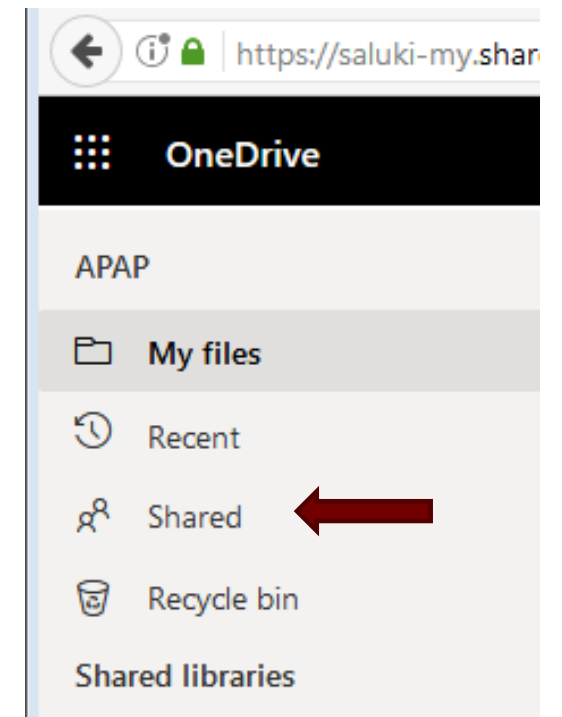 https://saluki-my.shar
OneDrive
APAP
My files
Recent
Shared
Recycle bin
Shared libraries